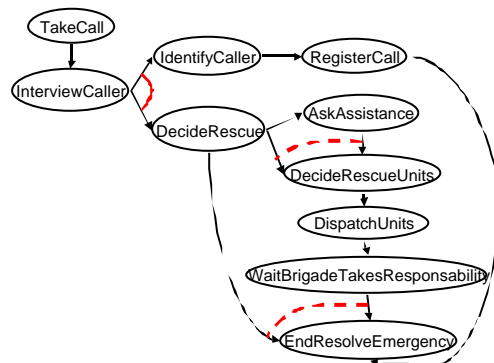 TakeCall
IdentifyCaller
RegisterCall
InterviewCaller
AskAssistance
DecideRescue
DecideRescueUnits
DispatchUnits
WaitBrigadeTakesResponsability
EndResolveEmergency